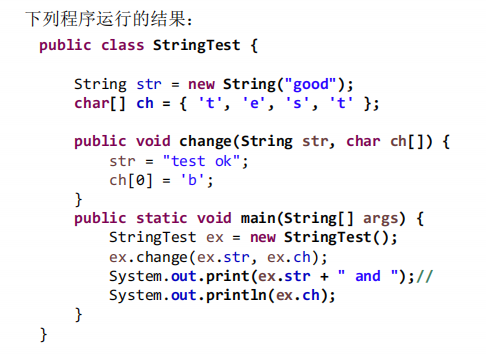 下列程序运行的结果:
public class StringTest {
String str = new String("good");
char[] ch = { 't', 'e', 's', 't' };
public void change(String str, char ch[]) {
str = "test ok";
ch[0] = 'b';
}
public static void main(String[] args) {
StringTest ex = new StringTest();
ex.change(ex.str, ex.ch);
System.out.print(ex.str + " and ");//
System.out.println(ex.ch);
}
}